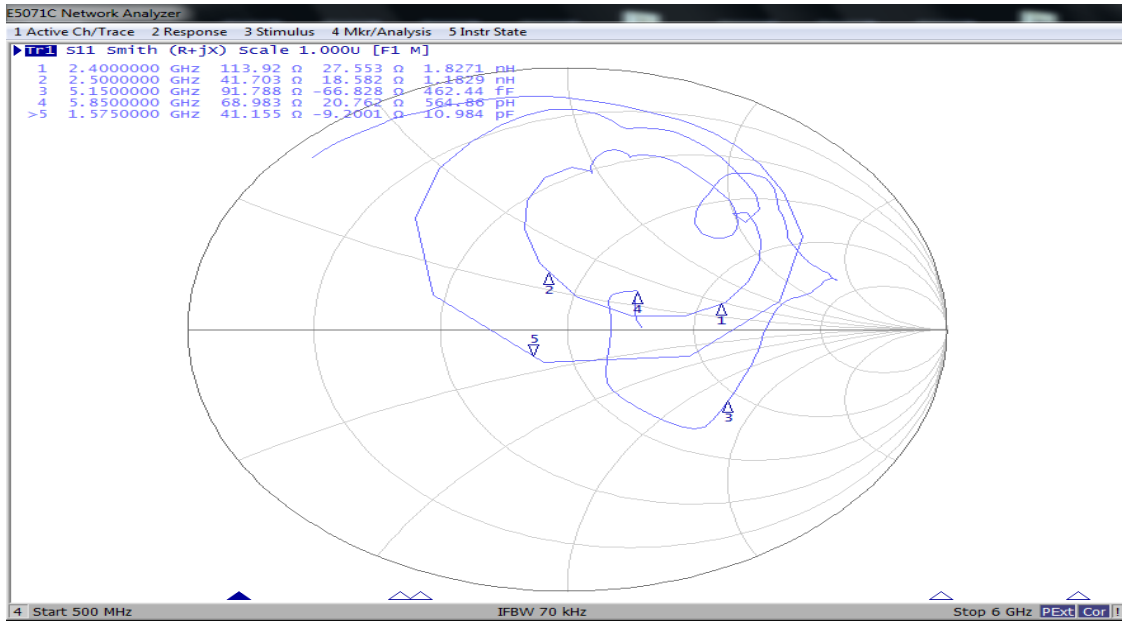 E5071C Network Analyzer
1 Active Ch/Trace 2 Response 3 Stimulus 4 Mkr/Analysis 5 Instr State
Tr1 S11 Smith (R+jX) Scale 1.000U [F1 M]
1 2.4000000 GHz 113.92 Ω 27.553 Ω 1.8271 nH
2 2.5000000 GHz 41.703 Ω 18.582 Ω 1.1829 nH
3 5.1500000 GHz 91.788 Ω -66.828 Ω 462.44 fF
4 5.8500000 GHz 68.983 Ω 20.762 Ω 564.86 pH
>5 1.5750000 GHz 41.155 Ω -9.2001 Ω 10.984 pF
2
4
1
5
3
4 Start 500 MHz IFBW 70 kHz Stop 6 GHz PExt Cor !